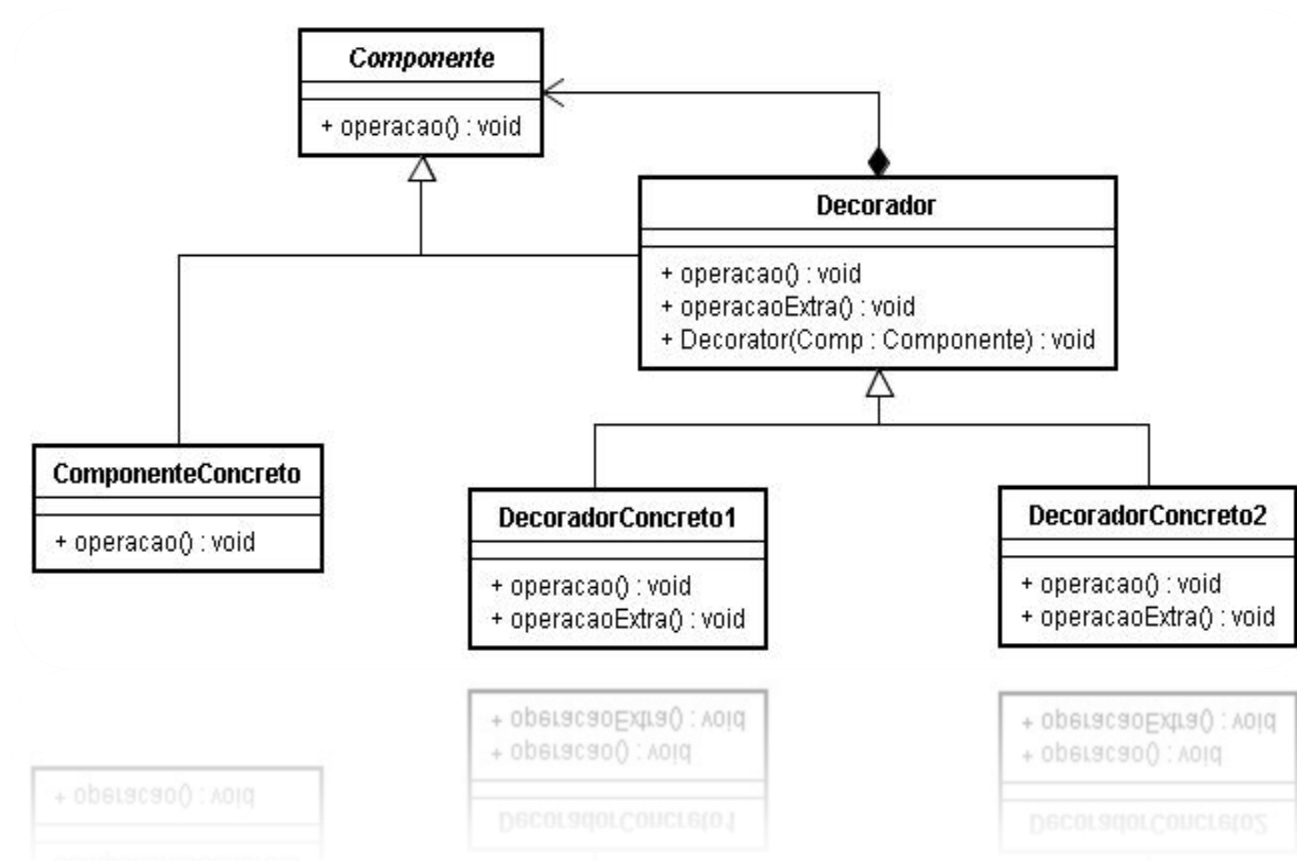 Componente
+ operacao() : void
Decorador
+ operacao() : void
+ operacaoExtra() : void
+ Decorator(Comp : Componente) : void
ComponenteConcreto
+ operacao() : void
DecoradorConcreto1
+ operacao() : void
+ operacaoExtra() : void
DecoradorConcreto2
+ operacao() : void
+ operacaoExtra() : void